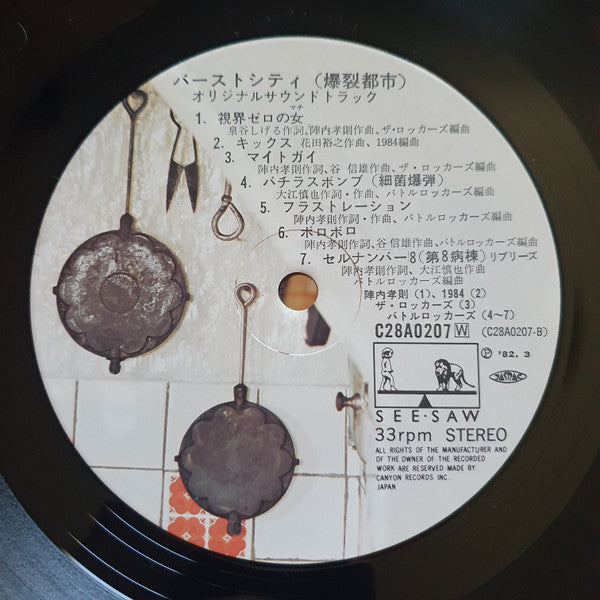 バーストシティ（爆裂都市）
オリジナルサウンドトラック
マチ
1. 視界ゼロの女
泉谷しげる作詞、陣内孝則作曲、ザ・ロッカーズ編曲
2. キックス 花田裕之作曲、1984編曲
3. マイトガイ
陣内孝則作詞、谷 信雄作曲、ザ・ロッカーズ編曲
4. バチラスボンブ（細菌爆弾）
大江慎也作詞・作曲、バトルロッカーズ編曲
5. フラストレーション
陣内孝則作詞・作曲、バトルロッカーズ編曲
6. ボロボロ
陣内孝則作詞、谷 信雄作曲、バトルロッカーズ編曲
7. セルナンバー8（第8病棟）リプリーズ
陣内孝則作詞、大江慎也作曲
バトルロッカーズ編曲
陣内孝則（1）、1984（2）
ザ・ロッカーズ（3）
バトルロッカーズ（4〜7）
C28A0207 W (C28A0207-B)
Ⓟ '82. 3
JASRAC
SEE・SAW
33rpm STEREO
ALL RIGHTS OF THE MANUFACTURER AND
OF THE OWNER OF THE RECORDED
WORK ARE RESERVED MADE BY
CANYON RECORDS INC.,
JAPAN